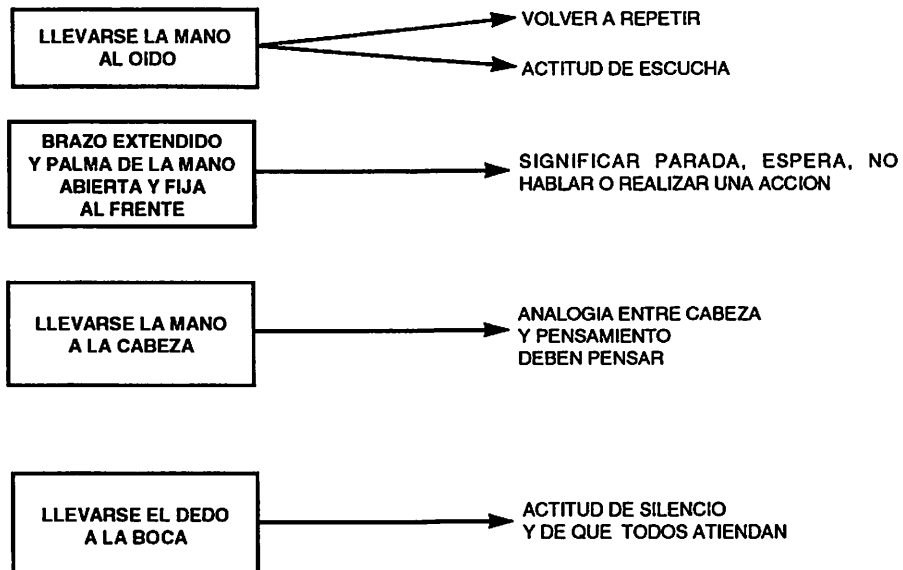 LLEVARSE LA MANO
AL OIDO
VOLVER A REPETIR
ACTITUD DE ESCUCHA
BRAZO EXTENDIDO
Y PALMA DE LA MANO
ABIERTA Y FIJA
AL FRENTE
SIGNIFICAR PARADA, ESPERA, NO
HABLAR O REALIZAR UNA ACCION
LLEVARSE LA MANO
A LA CABEZA
ANALOGIA ENTRE CABEZA
Y PENSAMIENTO
DEBEN PENSAR
LLEVARSE EL DEDO
A LA BOCA
ACTITUD DE SILENCIO
Y DE QUE TODOS ATIENDAN